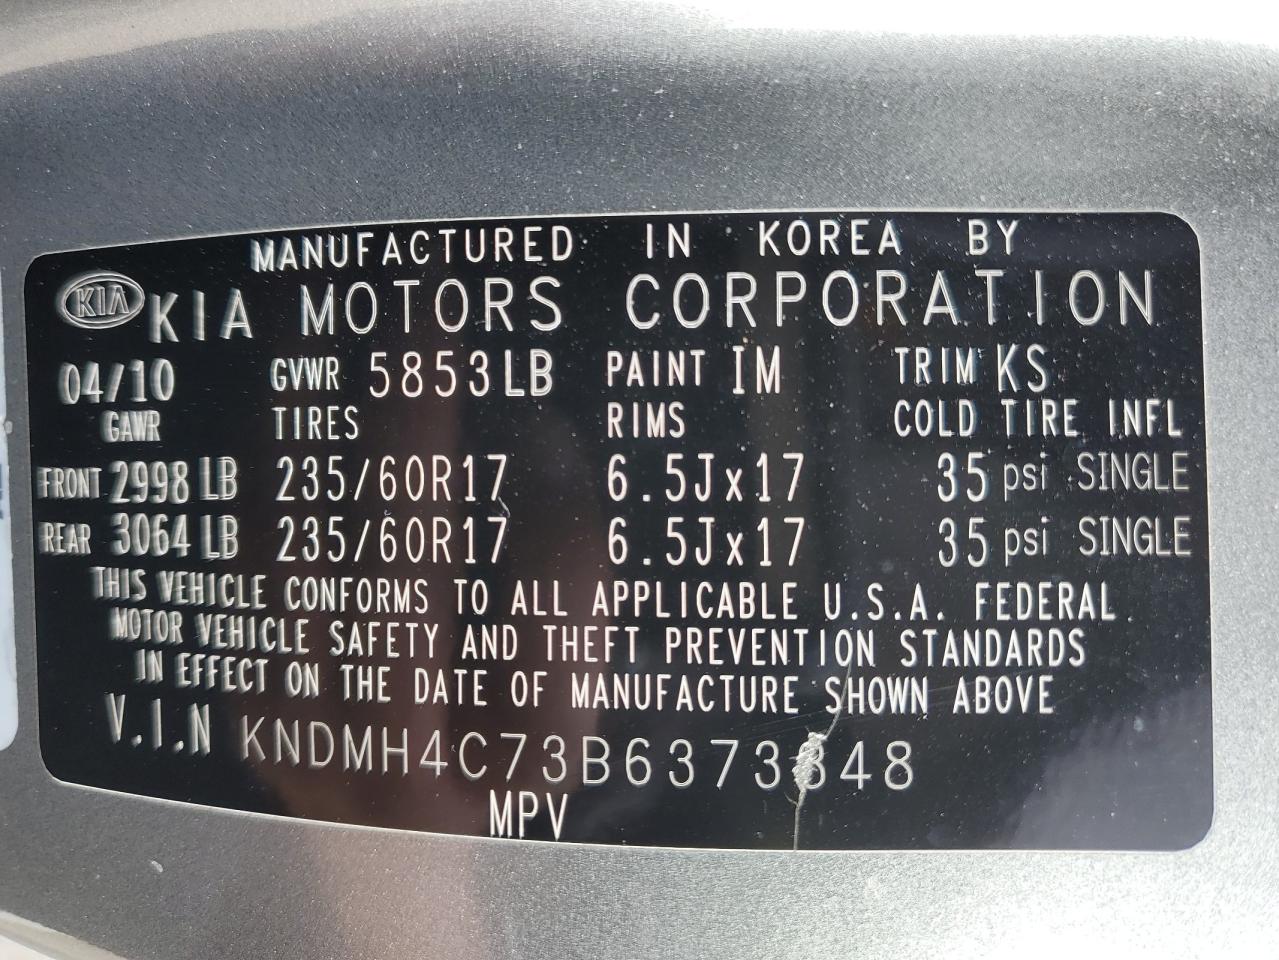 MANUFACTURED IN KOREA BY
KIA KIA MOTORS CORPORATION
04/10 GVWR 5853LB PAINT IM TRIM KS
GAWR TIRES RIMS COLD TIRE INFL
FRONT 2998 LB 235/60R17 6.5Jx17 35 psi SINGLE
REAR 3064 LB 235/60R17 6.5Jx17 35 psi SINGLE
THIS VEHICLE CONFORMS TO ALL APPLICABLE U.S.A. FEDERAL
MOTOR VEHICLE SAFETY AND THEFT PREVENTION STANDARDS
IN EFFECT ON THE DATE OF MANUFACTURE SHOWN ABOVE
V.I.N KNDMH4C73B6373348
MPV